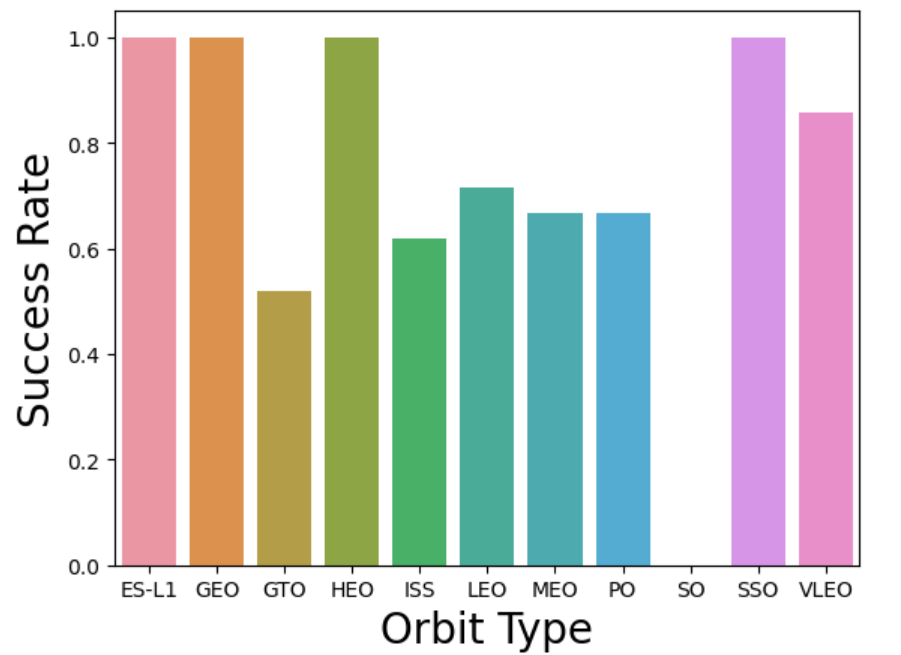 Success Rate
1.0
0.8
0.6
0.4
0.2
0.0
ES-L1 GEO GTO HEO ISS LEO MEO PO SO SSO VLEO
Orbit Type